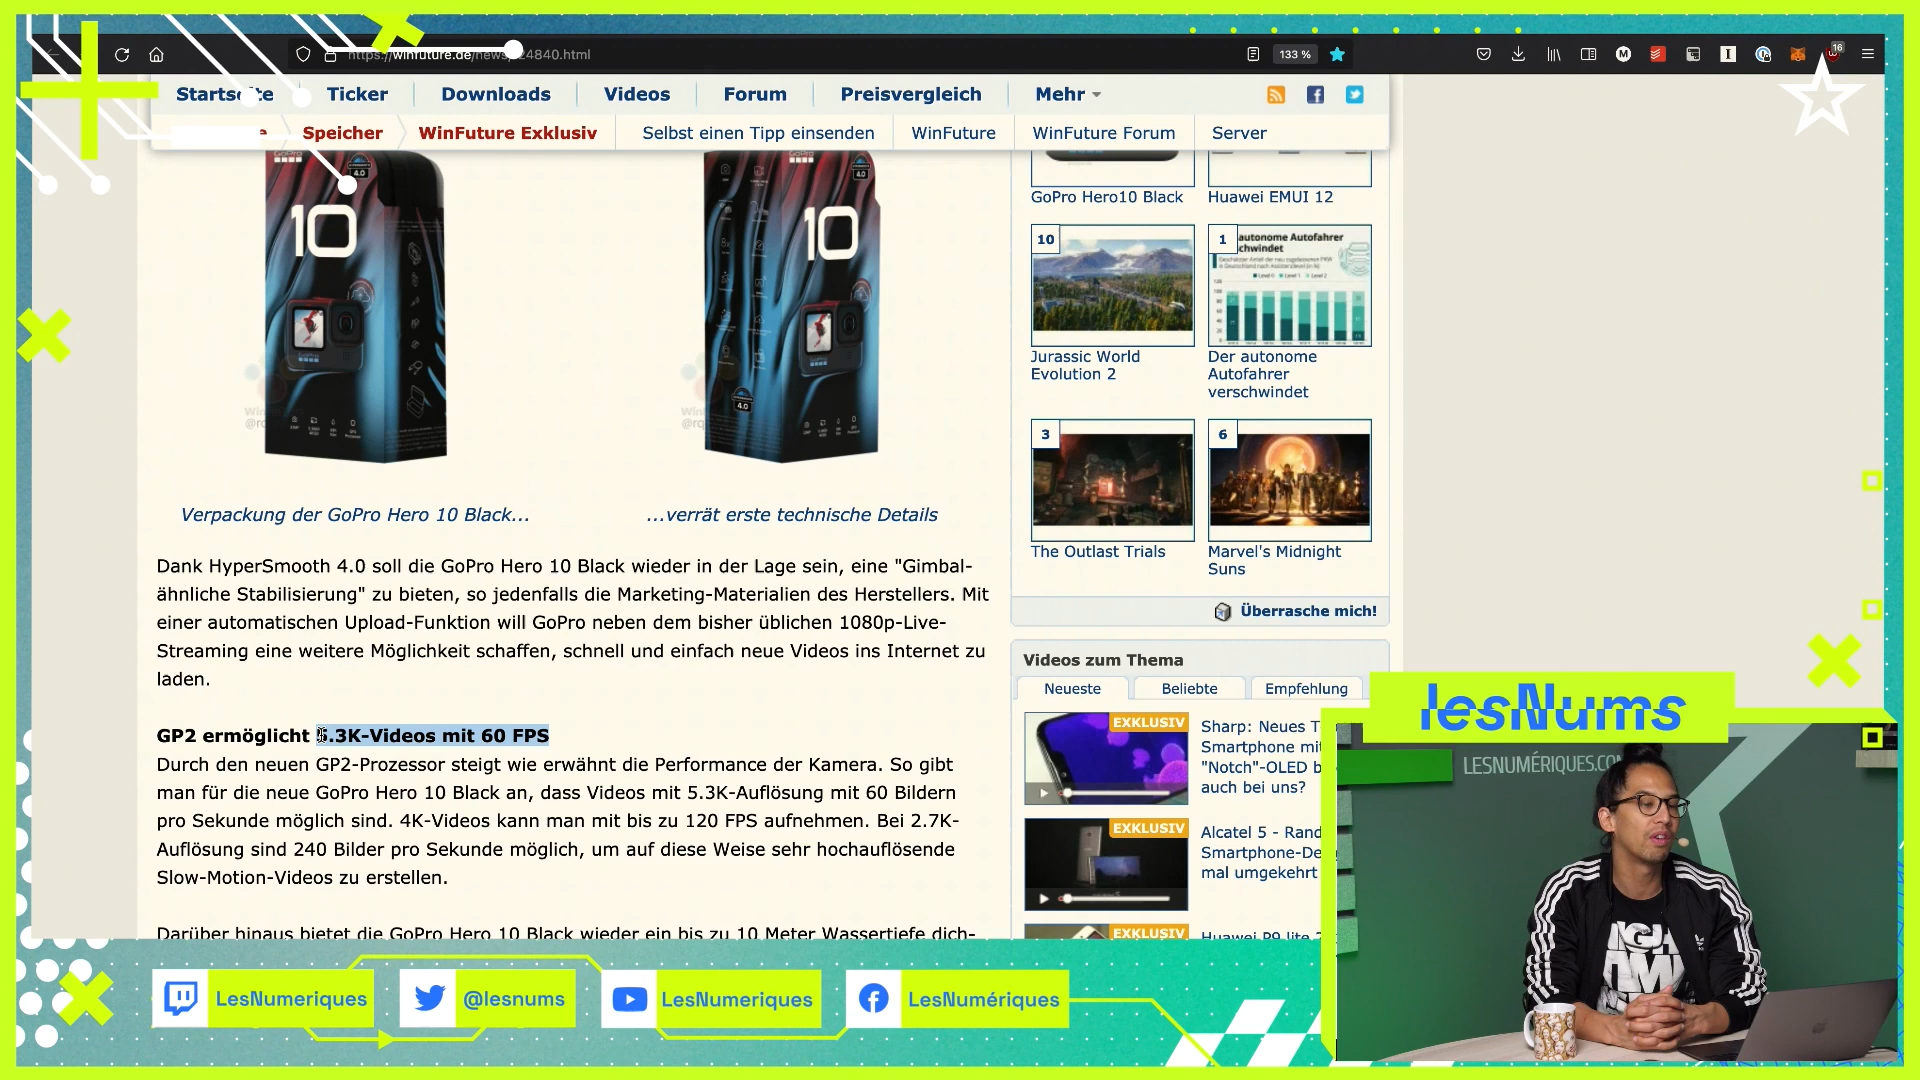 https://winfuture.de/news,124840.html
133 %
16
Startseite
Ticker
Downloads
Videos
Forum
Preisvergleich
Mehr
Speicher
WinFuture Exklusiv
Selbst einen Tipp einsenden
WinFuture
WinFuture Forum
Server
10
10
4.0
4.0
GoPro Hero10 Black
Huawei EMUI 12
10
Jurassic World
Evolution 2
1
autonome Autofahrer
chwindet
Der autonome
Autofahrer
verschwindet
3
The Outlast Trials
6
Marvel's Midnight
Suns
Überrasche mich!
Verpackung der GoPro Hero 10 Black...
...verrät erste technische Details
Dank HyperSmooth 4.0 soll die GoPro Hero 10 Black wieder in der Lage sein, eine "Gimbal-
ähnliche Stabilisierung" zu bieten, so jedenfalls die Marketing-Materialien des Herstellers. Mit
einer automatischen Upload-Funktion will GoPro neben dem bisher üblichen 1080p-Live-
Streaming eine weitere Möglichkeit schaffen, schnell und einfach neue Videos ins Internet zu
laden.
GP2 ermöglicht 5.3K-Videos mit 60 FPS
Durch den neuen GP2-Prozessor steigt wie erwähnt die Performance der Kamera. So gibt
man für die neue GoPro Hero 10 Black an, dass Videos mit 5.3K-Auflösung mit 60 Bildern
pro Sekunde möglich sind. 4K-Videos kann man mit bis zu 120 FPS aufnehmen. Bei 2.7K-
Auflösung sind 240 Bilder pro Sekunde möglich, um auf diese Weise sehr hochauflösende
Slow-Motion-Videos zu erstellen.
Darüber hinaus bietet die GoPro Hero 10 Black wieder ein bis zu 10 Meter Wassertiefe dich-
Videos zum Thema
Neueste
Beliebte
Empfehlung
EXKLUSIV
Sharp: Neues T
Smartphone mit
"Notch"-OLED b
auch bei uns?
EXKLUSIV
Alcatel 5 - Rand
Smartphone-De
mal umgekehrt
EXKLUSIV
Huawei P9 lite
lesNums
LESNUMÉRIQUES.COM
LesNumeriques
@lesnums
LesNumeriques
LesNumériques